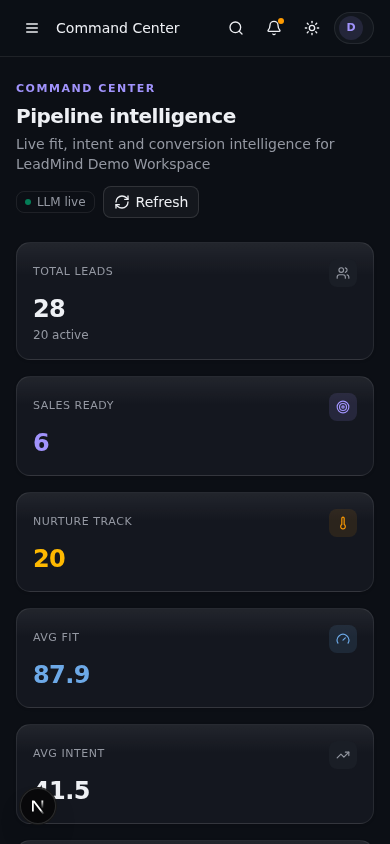 Command Center
D
COMMAND CENTER
Pipeline intelligence
Live fit, intent and conversion intelligence for
LeadMind Demo Workspace
LLM live
Refresh
TOTAL LEADS
28
20 active
SALES READY
6
NURTURE TRACK
20
AVG FIT
87.9
AVG INTENT
41.5
N